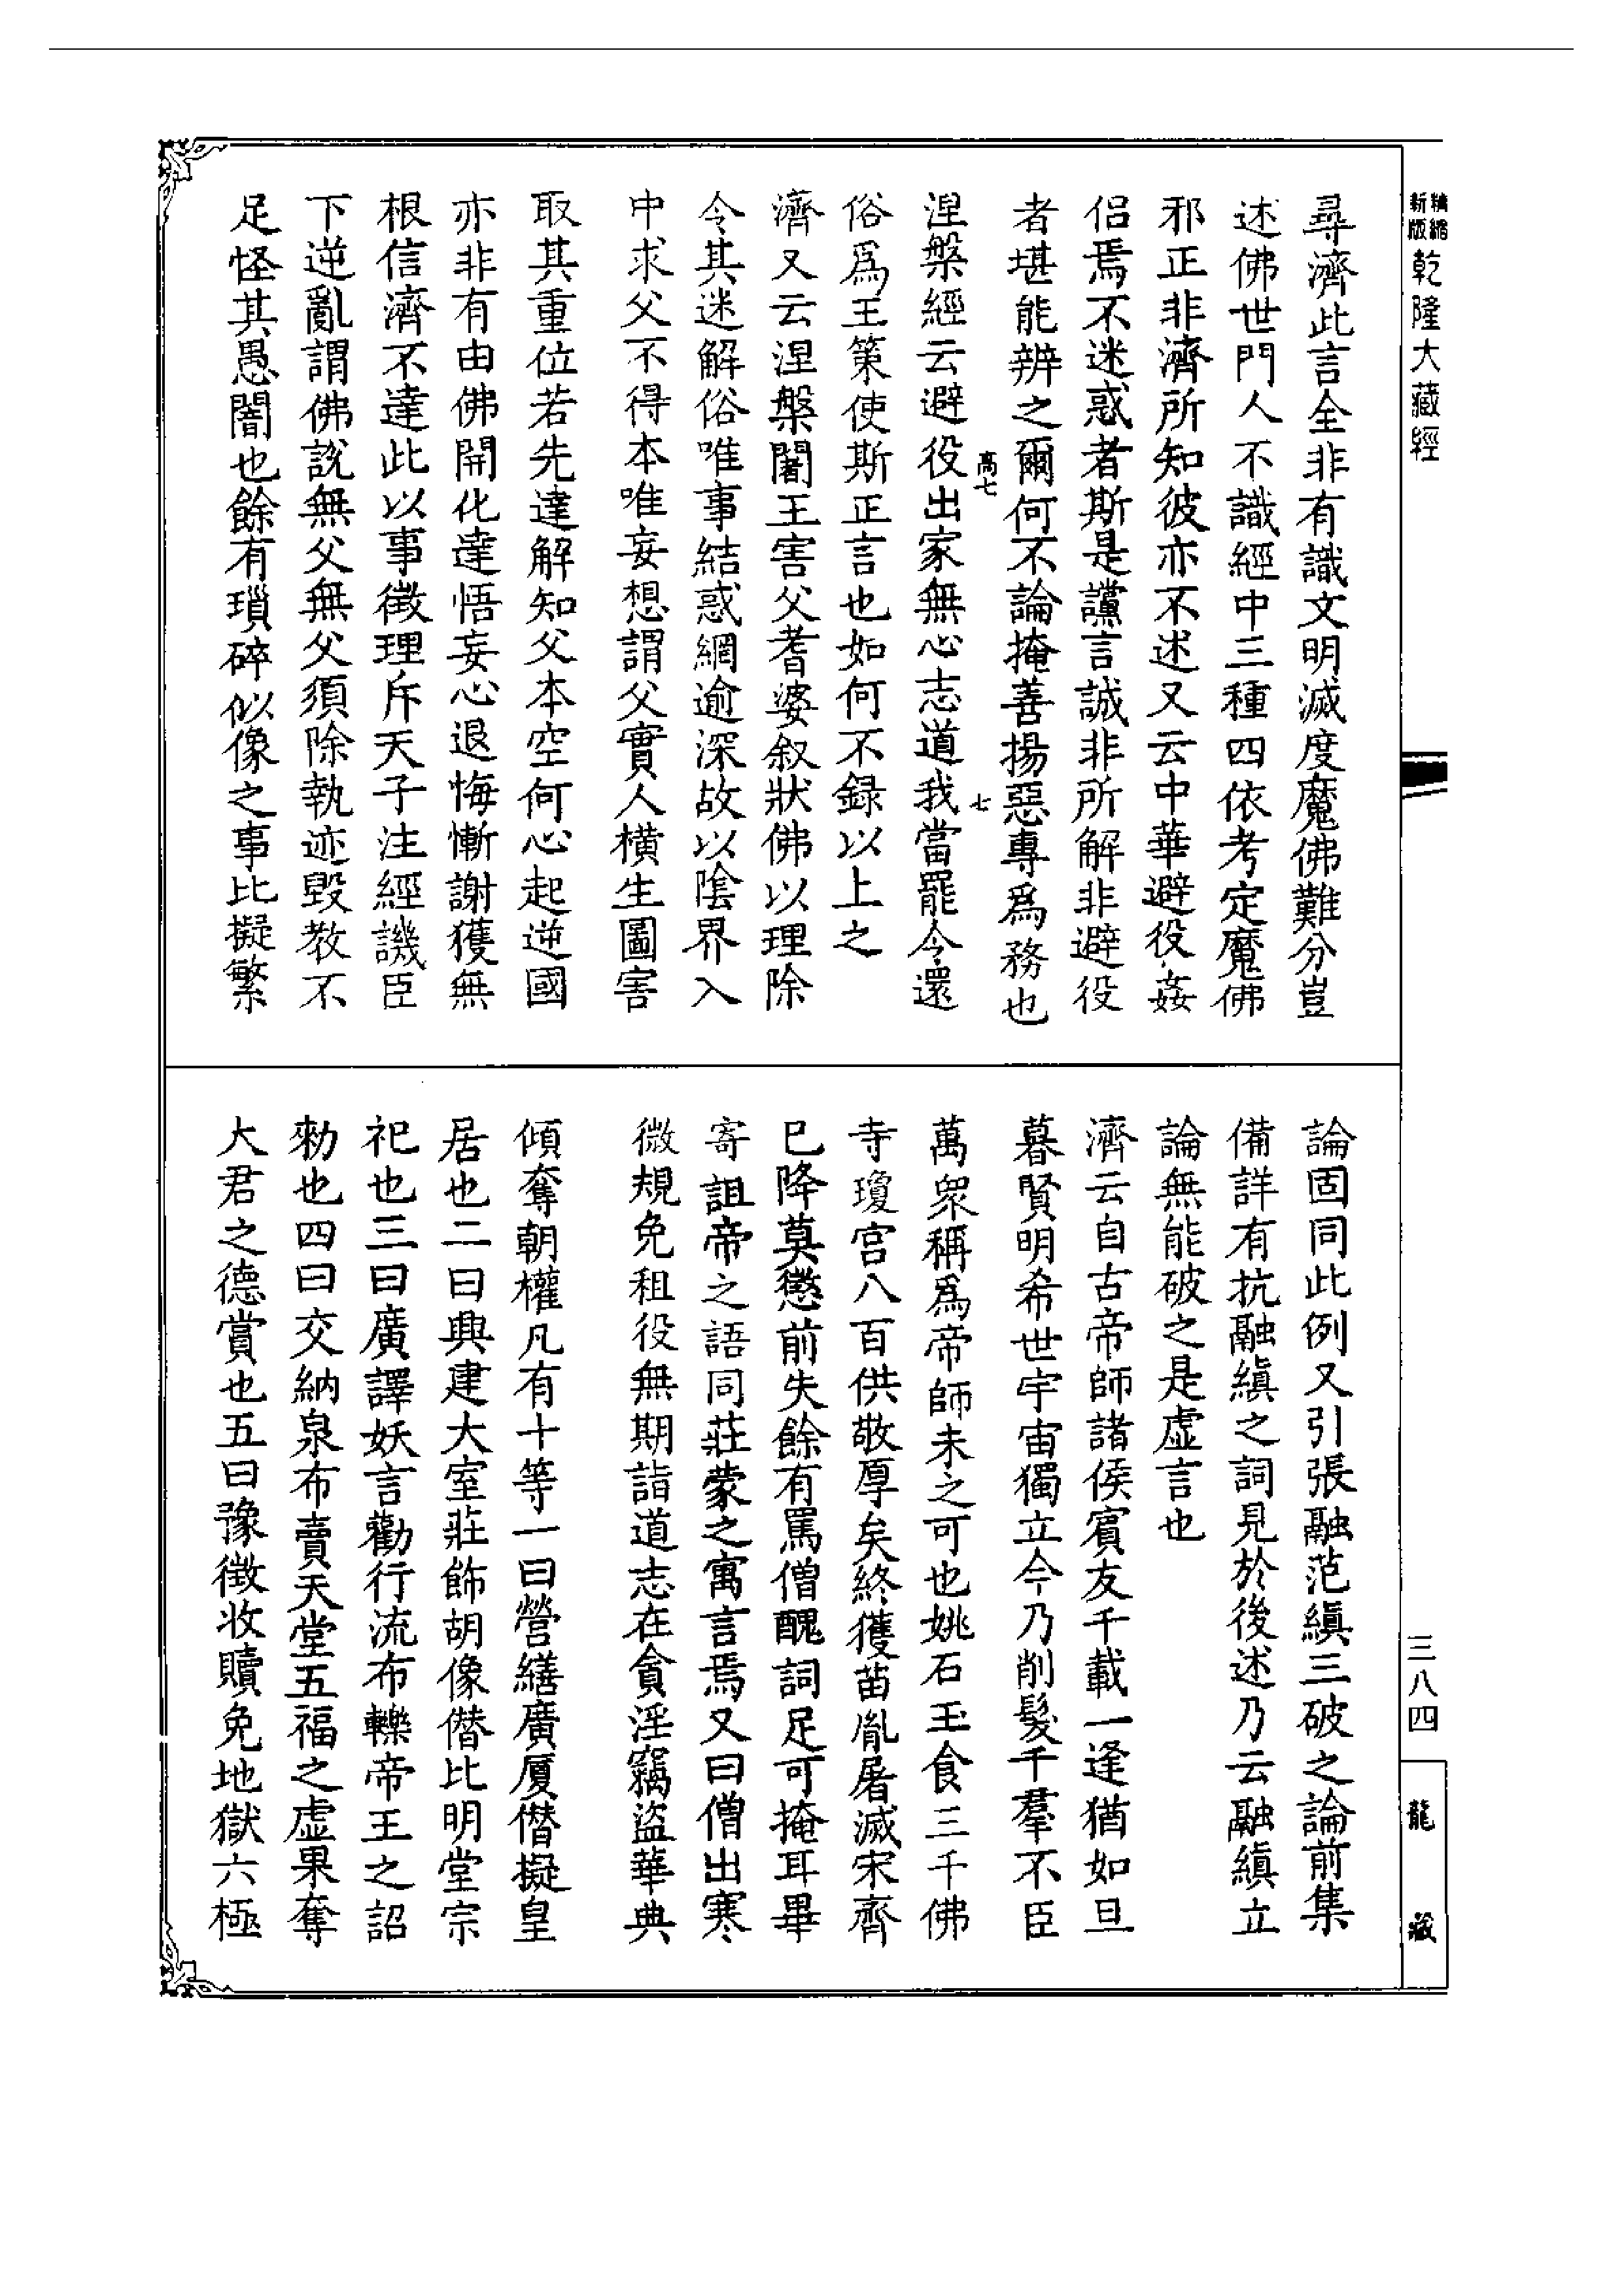 精縮新版乾隆大藏經
三八四
龍藏
尋濟此言全非有識文明滅度魔佛難分豈
述佛世門人不識經中三種四依考定魔佛
邪正非濟所知彼亦不述又云中華避役姦
侶焉不迷惑者斯是讜言誠非所解非避役
者堪能辨之爾何不論掩善揚惡專爲務也
高七
七
涅槃經云避役出家無心志道我當罷令還
俗爲王策使斯正言也如何不録以上之
濟又云涅槃闍王害父耆婆叙狀佛以理除
令其迷解俗唯事結惑網逾深故以陰界入
中求父不得本唯妄想謂父實人橫生圖害
取其重位若先達解知父本空何心起逆國
亦非有由佛開化達悟妄心退悔慚謝獲無
根信濟不達此以事徵理斥天子注經譏臣
下逆亂謂佛說無父無父須除執迹毀教不
足怪其愚闇也餘有瑣碎似像之事比擬繁
論固同此例又引張融范縝三破之論前集
備詳有抗融縝之詞見於後述乃云融縝立
論無能破之是虛言也
濟云自古帝師諸侯賓友千載一逢猶如旦
暮賢明希世宇宙獨立今乃削髮千羣不臣
萬衆稱爲帝師未之可也姚石玉食三千佛
寺瓊宫八百供敬厚矣終獲苗胤屠滅宋齊
巳降莫懲前失餘有罵僧醜詞足可掩耳畢
寄詛帝之語同莊蒙之寓言焉又曰僧出寒
微規免租役無期詣道志在貪淫竊盜華典
傾奪朝權凡有十等一曰營繕廣厦僣擬皇
居也二曰興建大室莊飾胡像僣比明堂宗
祀也三曰廣譯妖言勸行流布轢帝王之詔
勑也四曰交納泉布賣天堂五福之虛果奪
大君之德賞也五曰豫徵收贖免地獄六極